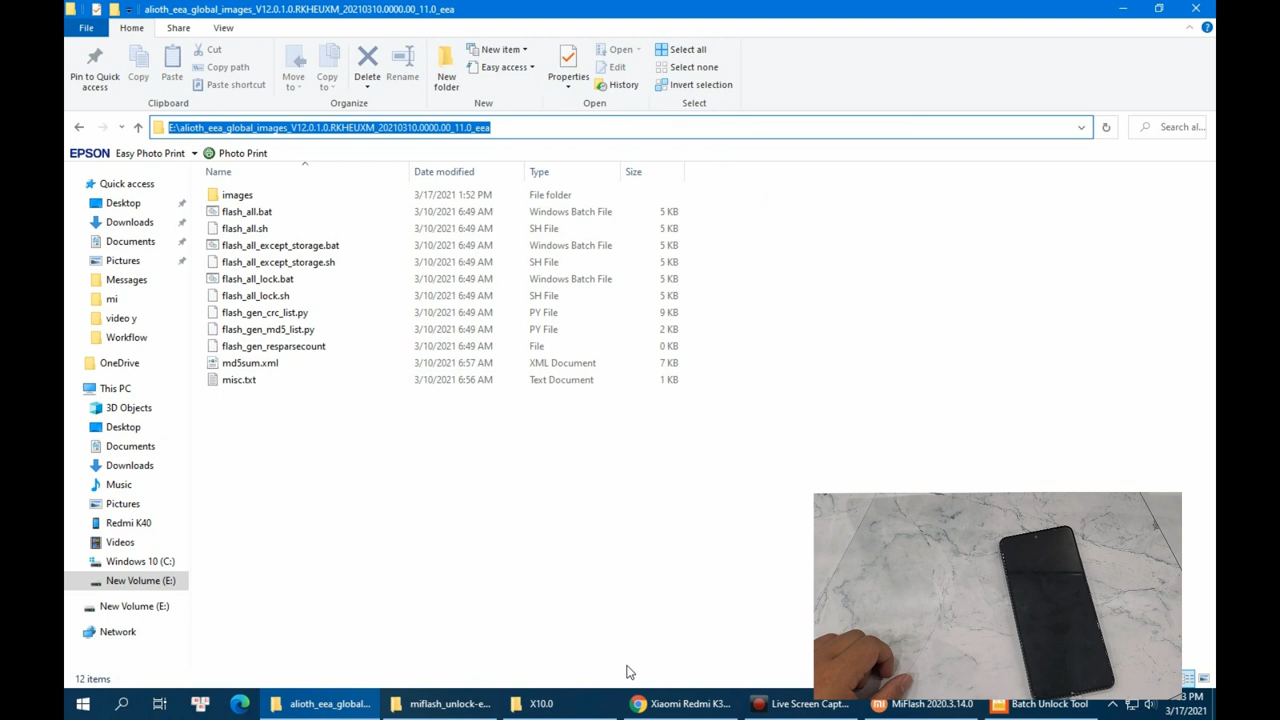 alioth_eea_global_images_V12.0.1.0.RKHEUXM_20210310.0000.00_11.0_eea
File Home Share View
Pin to Quick access
Copy
Paste
Cut
Copy path
Paste shortcut
Move to
Copy to
Delete
Rename
New folder
New item
Easy access
Properties
Open
Edit
History
Select all
Select none
Invert selection
Clipboard Organize New Open Select
E:\alioth_eea_global_images_V12.0.1.0.RKHEUXM_20210310.0000.00_11.0_eea
Search al...
EPSON Easy Photo Print Photo Print
Name Date modified Type Size
images 3/17/2021 1:52 PM File folder
flash_all.bat 3/10/2021 6:49 AM Windows Batch File 5 KB
flash_all.sh 3/10/2021 6:49 AM SH File 5 KB
flash_all_except_storage.bat 3/10/2021 6:49 AM Windows Batch File 5 KB
flash_all_except_storage.sh 3/10/2021 6:49 AM SH File 5 KB
flash_all_lock.bat 3/10/2021 6:49 AM Windows Batch File 5 KB
flash_all_lock.sh 3/10/2021 6:49 AM SH File 5 KB
flash_gen_crc_list.py 3/10/2021 6:49 AM PY File 9 KB
flash_gen_md5_list.py 3/10/2021 6:49 AM PY File 2 KB
flash_gen_resparsecount 3/10/2021 6:49 AM File 0 KB
md5sum.xml 3/10/2021 6:57 AM XML Document 7 KB
misc.txt 3/10/2021 6:56 AM Text Document 1 KB
Quick access
Desktop
Downloads
Documents
Pictures
Messages
mi
video y
Workflow
OneDrive
This PC
3D Objects
Desktop
Documents
Downloads
Music
Pictures
Redmi K40
Videos
Windows 10 (C:)
New Volume (E:)
New Volume (E:)
Network
12 items
alioth_eea_global...
miflash_unlock-e...
X10.0
Xiaomi Redmi K3...
Live Screen Capt...
MiFlash 2020.3.14.0
Batch Unlock Tool
3 PM
3/17/2021